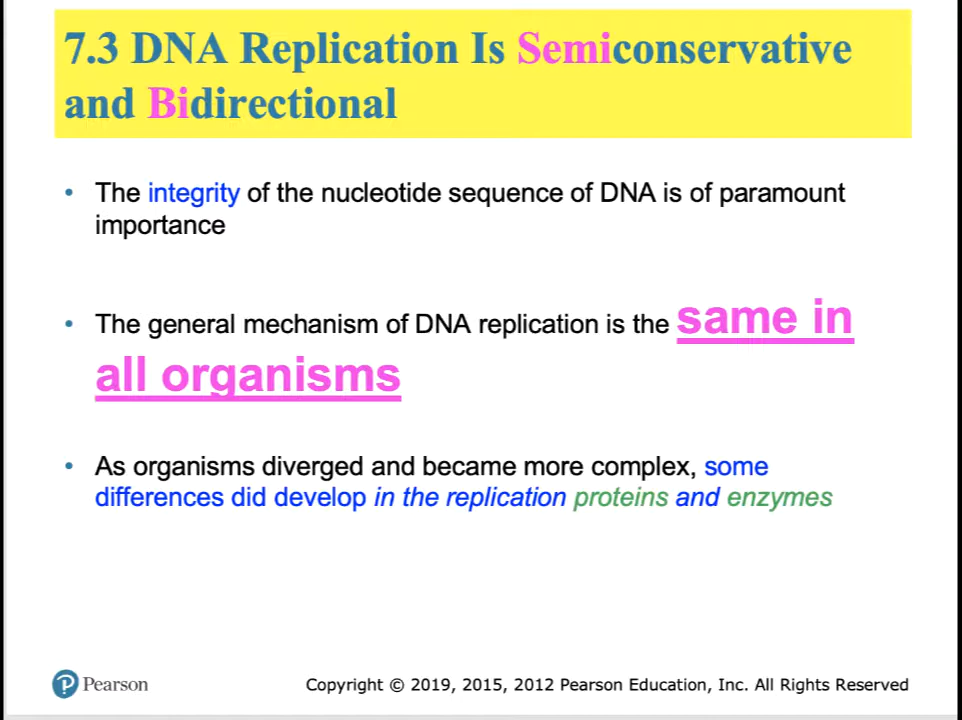 7.3 DNA Replication Is Semiconservative
and Bidirectional
• The integrity of the nucleotide sequence of DNA is of paramount
importance
• The general mechanism of DNA replication is the same in
all organisms
• As organisms diverged and became more complex, some
differences did develop in the replication proteins and enzymes
Pearson
Copyright © 2019, 2015, 2012 Pearson Education, Inc. All Rights Reserved